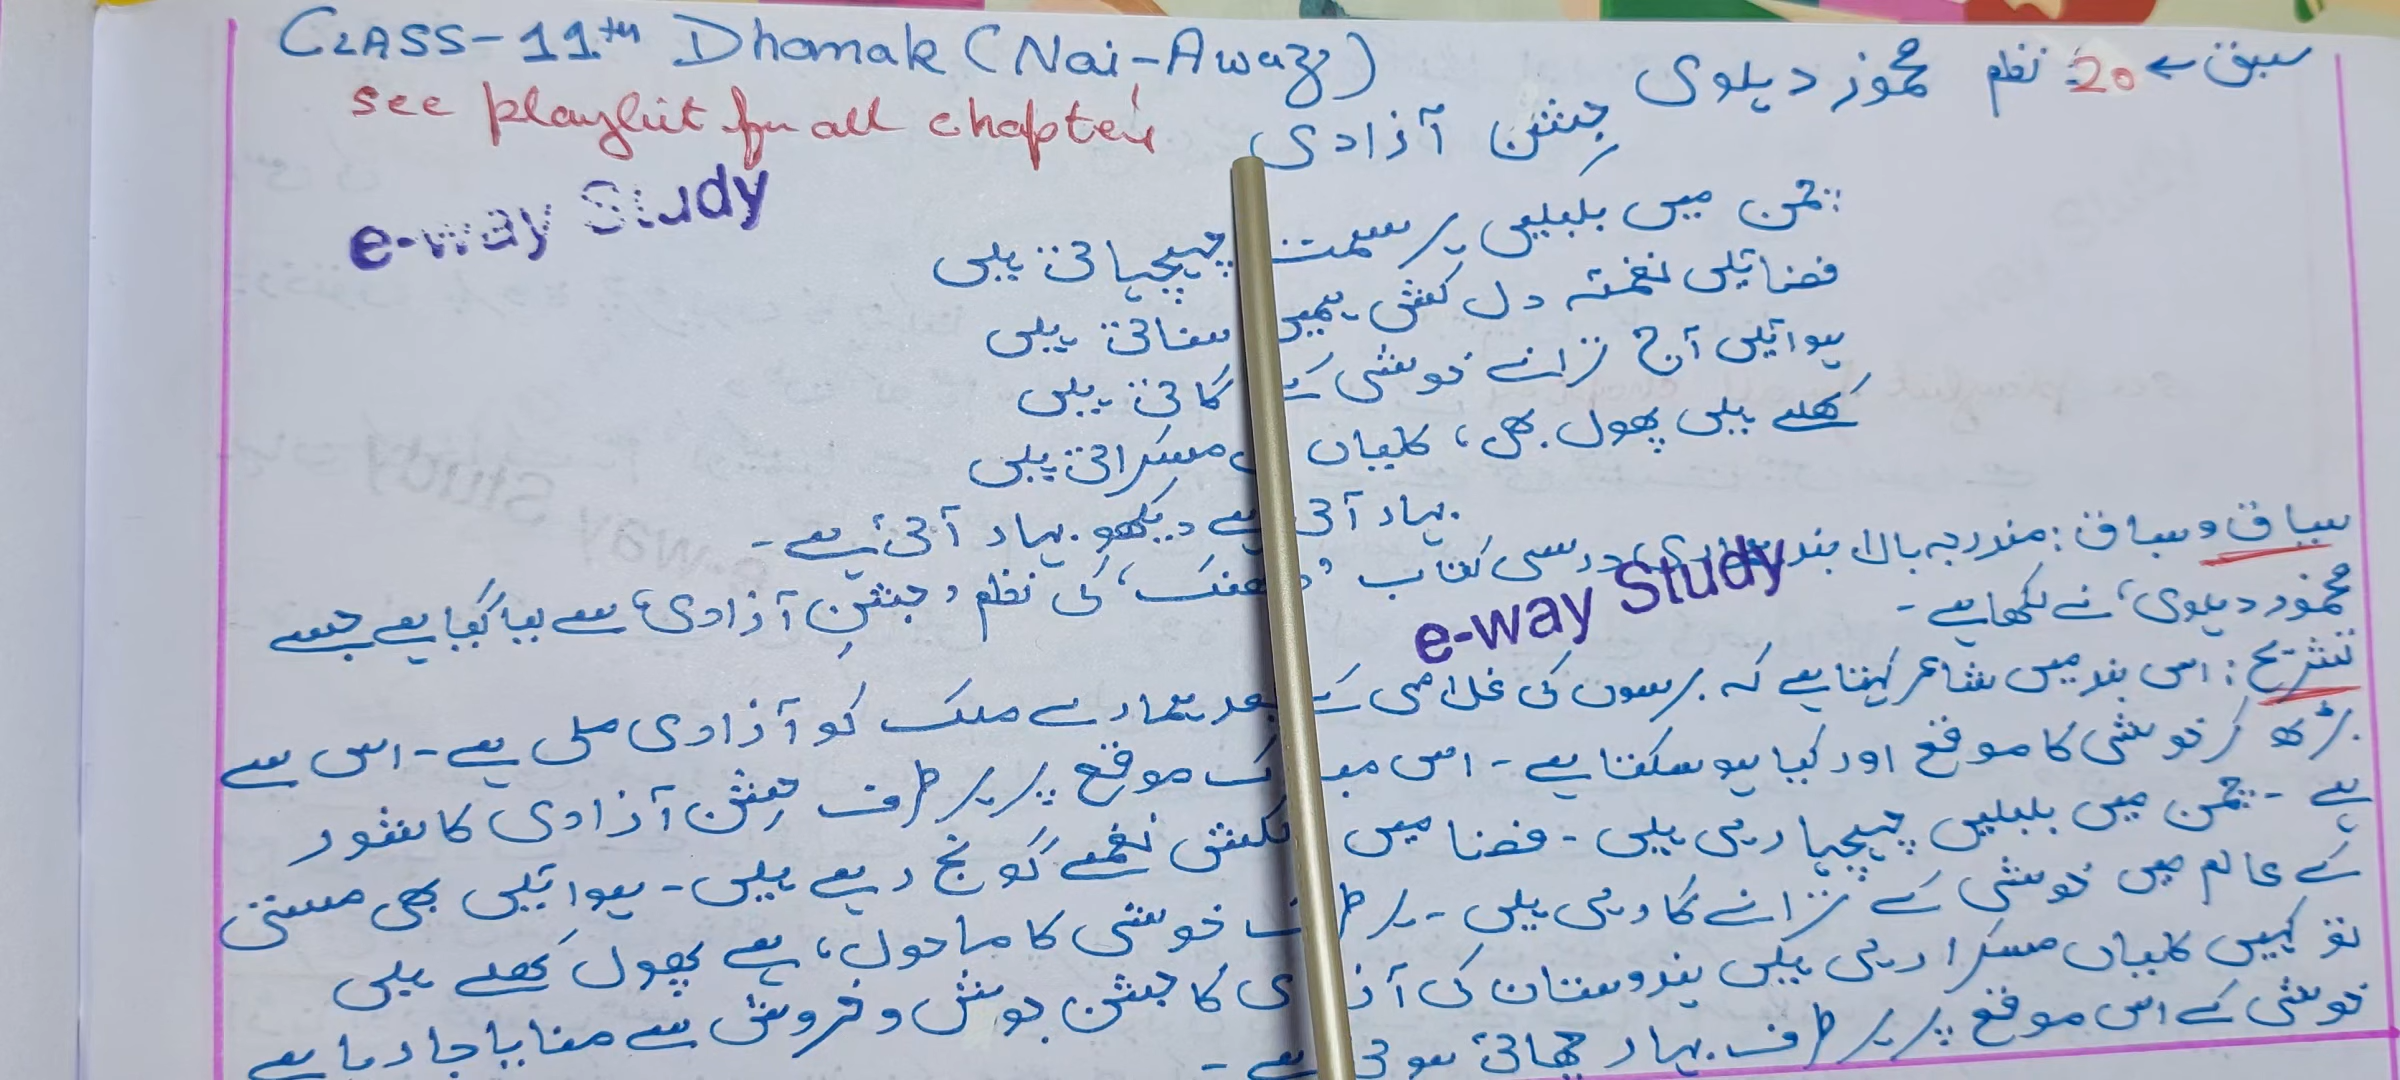 CLASS-11th Dhanak (Nai-Awaz)
سبق ← 20: نظم محمود دہلوی
see playlist for all chapters
جشنِ آزادی
e-way Study
چمن میں بلبلیں ہر سمت چہچہاتی ہیں
فضائیں نغمۂ دل کش ہمیں سناتی ہیں
ہوائیں آج ترانے خوشی کے گاتی ہیں
کھلے ہیں پھول بھی، کلیاں مسکراتی ہیں
بہار آئی ہے دیکھو بہار آئی ہے۔
سیاق و سباق: مندرجہ بالا بند ہماری درسی کتاب ’دھنک‘ کی نظم ’جشنِ آزادی‘ سے لیا گیا ہے جسے
e-way Study
محمود دہلوی‘ نے لکھا ہے۔
تشریح: اس بند میں شاعر کہتا ہے کہ برسوں کی غلامی کے بعد ہمارے ملک کو آزادی ملی ہے۔ اس سے
بڑھ کر خوشی کا موقع اور کیا ہو سکتا ہے۔ اس مبارک موقع پر ہر طرف جشنِ آزادی کا شور
ہے۔ چمن میں بلبلیں چہچہا رہی ہیں۔ فضا میں دلکش نغمے گونج رہے ہیں۔ ہوائیں بھی مستی
کے عالم میں خوشی کے ترانے گا رہی ہیں۔ ہر طرف خوشی کا ماحول، ہے پھول کھلے ہیں
تو کہیں کلیاں مسکرا رہی ہیں ہندوستان کی آزادی کا جشن جوش و خروش سے منایا جا رہا ہے
خوشی کے اس موقع پر ہر طرف بہار چھائی ہوئی ہے۔